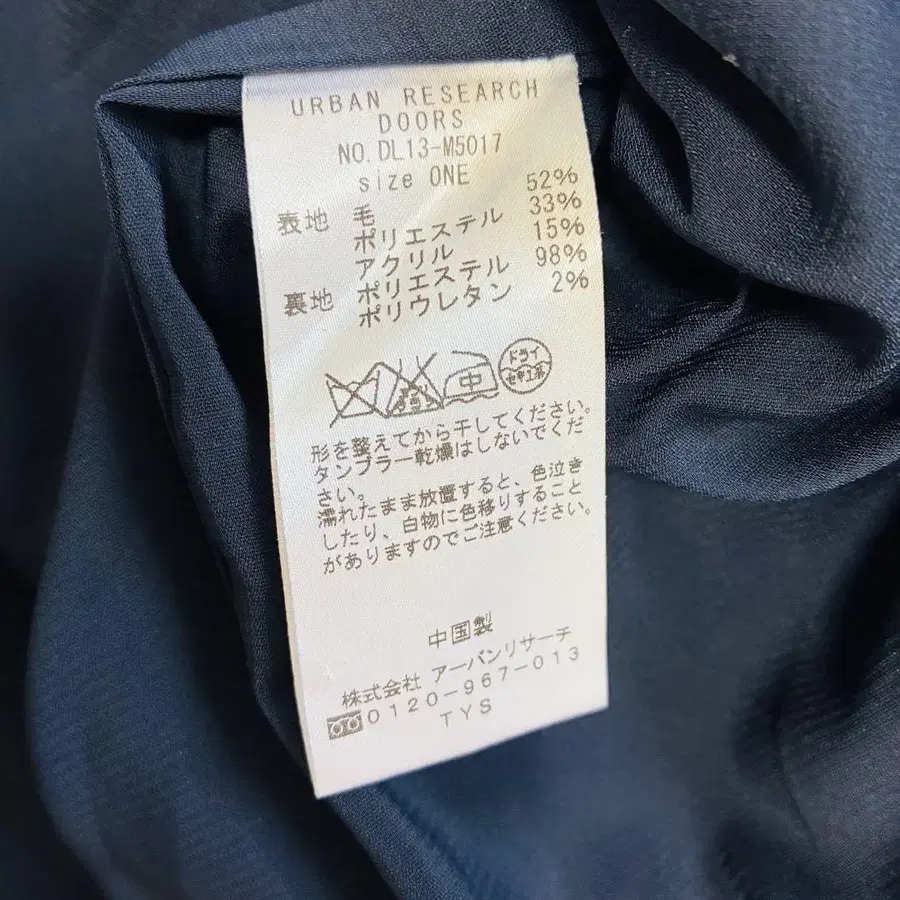 URBAN RESEARCH
DOORS
NO.DL13-M5017
size ONE
表地 毛 52%
ポリエステル 33%
アクリル 15%
裏地 ポリエステル 98%
ポリウレタン 2%
中
ドライ
セキユ系
形を整えてから干してください。
タンブラー乾燥はしないでくだ
さい。
濡れたまま放置すると、色泣き
したり、白物に色移りすること
がありますのでご注意ください。
中国製
株式会社 アーバンリサーチ
0120-967-013
TYS